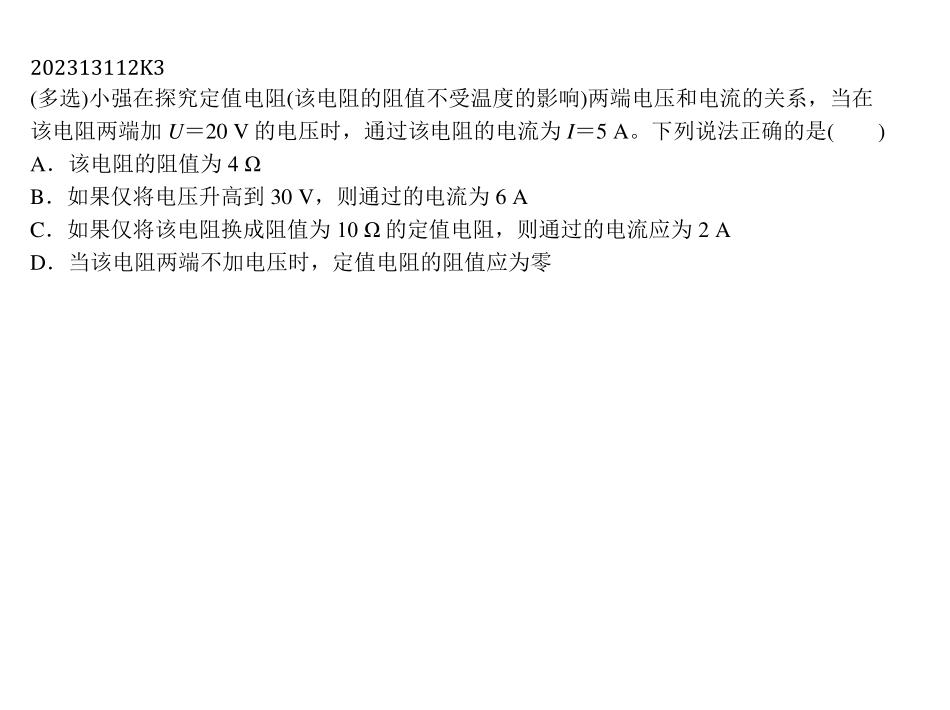 202313112K3
(多选)小强在探究定值电阻(该电阻的阻值不受温度的影响)两端电压和电流的关系，当在
该电阻两端加 U＝20 V 的电压时，通过该电阻的电流为 I＝5 A。下列说法正确的是(　　)
A．该电阻的阻值为 4 Ω
B．如果仅将电压升高到 30 V，则通过的电流为 6 A
C．如果仅将该电阻换成阻值为 10 Ω 的定值电阻，则通过的电流应为 2 A
D．当该电阻两端不加电压时，定值电阻的阻值应为零